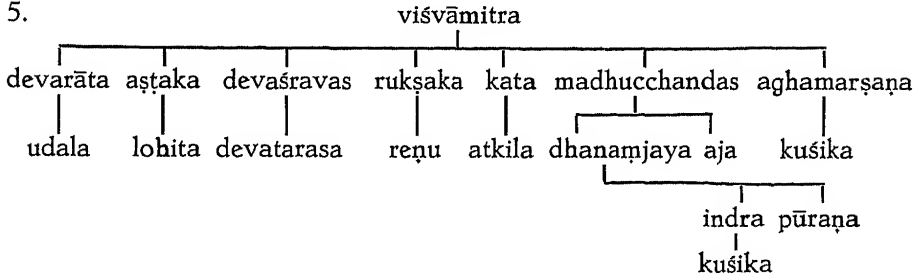 5.
viśvāmitra
devarāta aṣṭaka devaśravas rukṣaka kata madhucchandas aghamarṣaṇa
udala lohita devatarasa reṇu atkila dhanaṃjaya aja kuśika
indra pūraṇa
kuśika